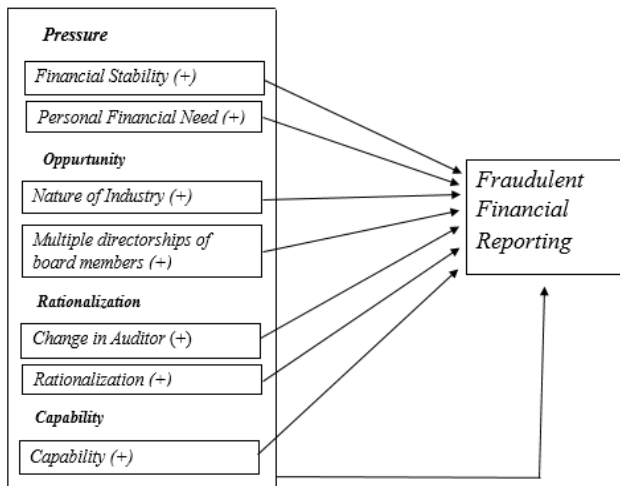 Pressure
Financial Stability (+)
Personal Financial Need (+)
Oppurtunity
Nature of Industry (+)
Multiple directorships of
board members (+)
Rationalization
Change in Auditor (+)
Rationalization (+)
Capability
Capability (+)
Fraudulent
Financial
Reporting